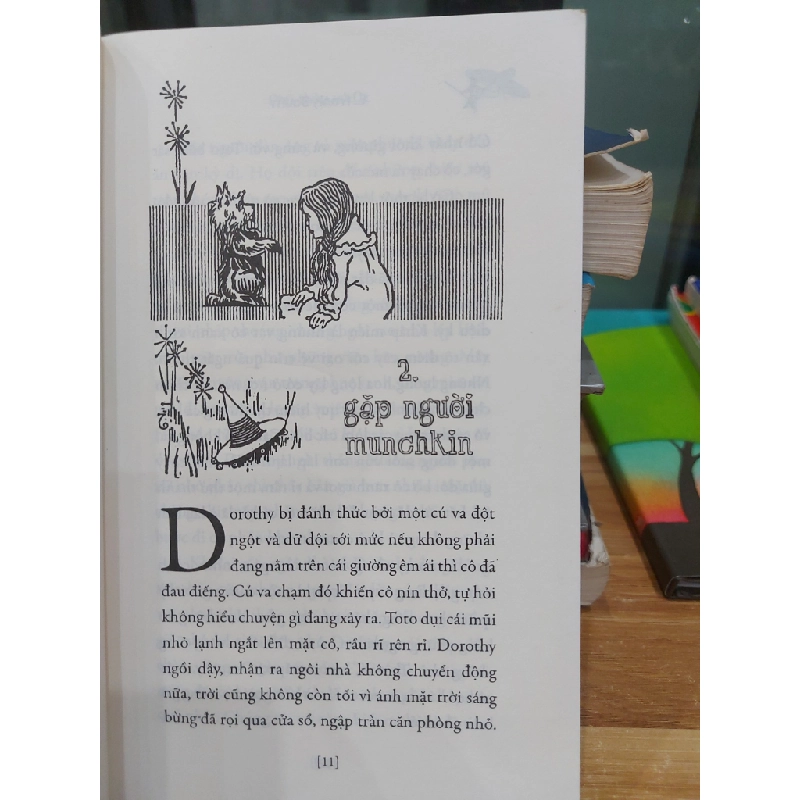 2.
gặp người
munchkin
Dorothy bị đánh thức bởi một cú va đột
ngột và dữ dội tới mức nếu không phải
đang nằm trên cái giường êm ái thì cô đã
đau điếng. Cú va chạm đó khiến cô nín thở, tự hỏi
không hiểu chuyện gì đang xảy ra. Toto dụi cái mũi
nhỏ lạnh ngắt lên mặt cô, rầu rĩ rên rỉ. Dorothy
ngồi dậy, nhận ra ngôi nhà không chuyển động
nữa, trời cũng không còn tối vì ánh mặt trời sáng
bừng đã rọi qua cửa sổ, ngập tràn căn phòng nhỏ.
[11]